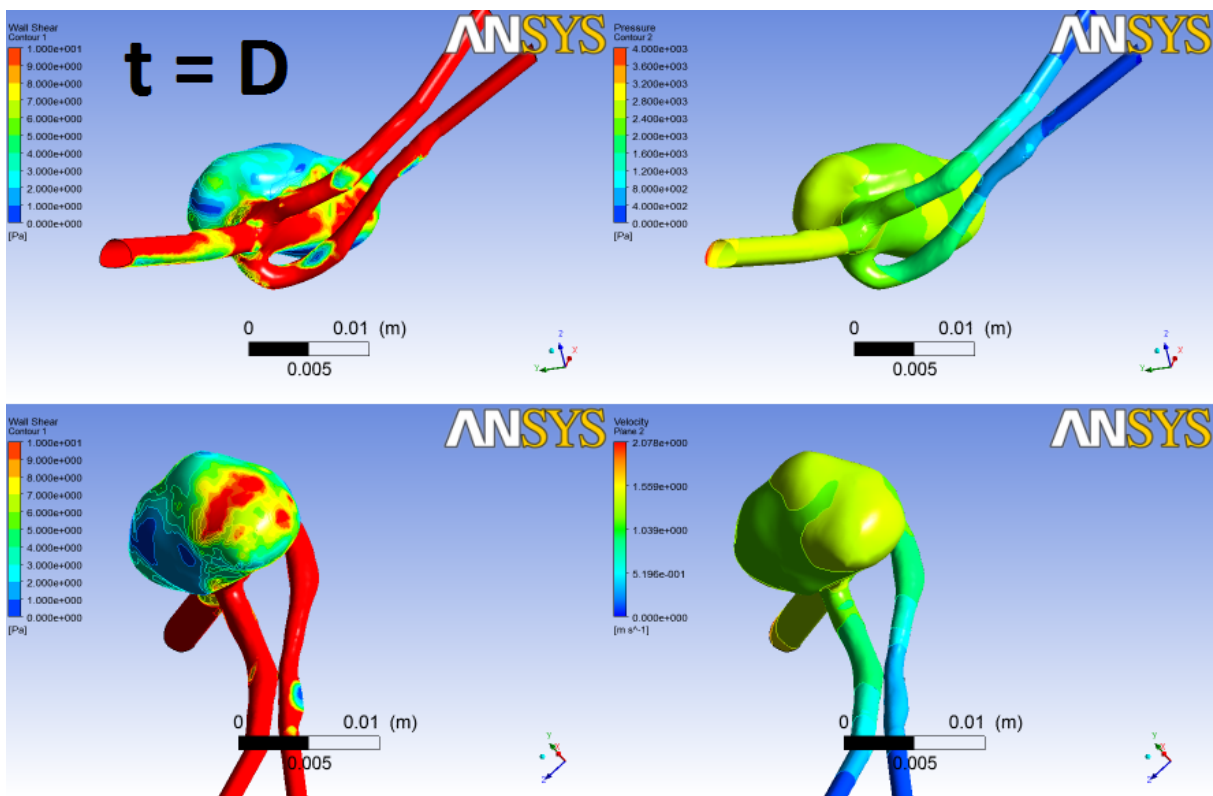 Wall Shear
Contour 1
1.000e+001
9.000e+000
8.000e+000
7.000e+000
6.000e+000
5.000e+000
4.000e+000
3.000e+000
2.000e+000
1.000e+000
0.000e+000
[Pa]
t = D
ANSYS
0 0.01 (m)
0.005
Z
X
Y
Pressure
Contour 2
4.000e+003
3.600e+003
3.200e+003
2.800e+003
2.400e+003
2.000e+003
1.600e+003
1.200e+003
8.000e+002
4.000e+002
0.000e+000
[Pa]
ANSYS
0 0.01 (m)
0.005
Z
X
Y
Wall Shear
Contour 1
1.000e+001
9.000e+000
8.000e+000
7.000e+000
6.000e+000
5.000e+000
4.000e+000
3.000e+000
2.000e+000
1.000e+000
0.000e+000
[Pa]
ANSYS
0 0.01 (m)
0.005
Y
X
Z
Velocity
Plane 2
2.078e+000
1.559e+000
1.039e+000
5.196e-001
0.000e+000
[m s^-1]
ANSYS
0 0.01 (m)
0.005
Y
X
Z